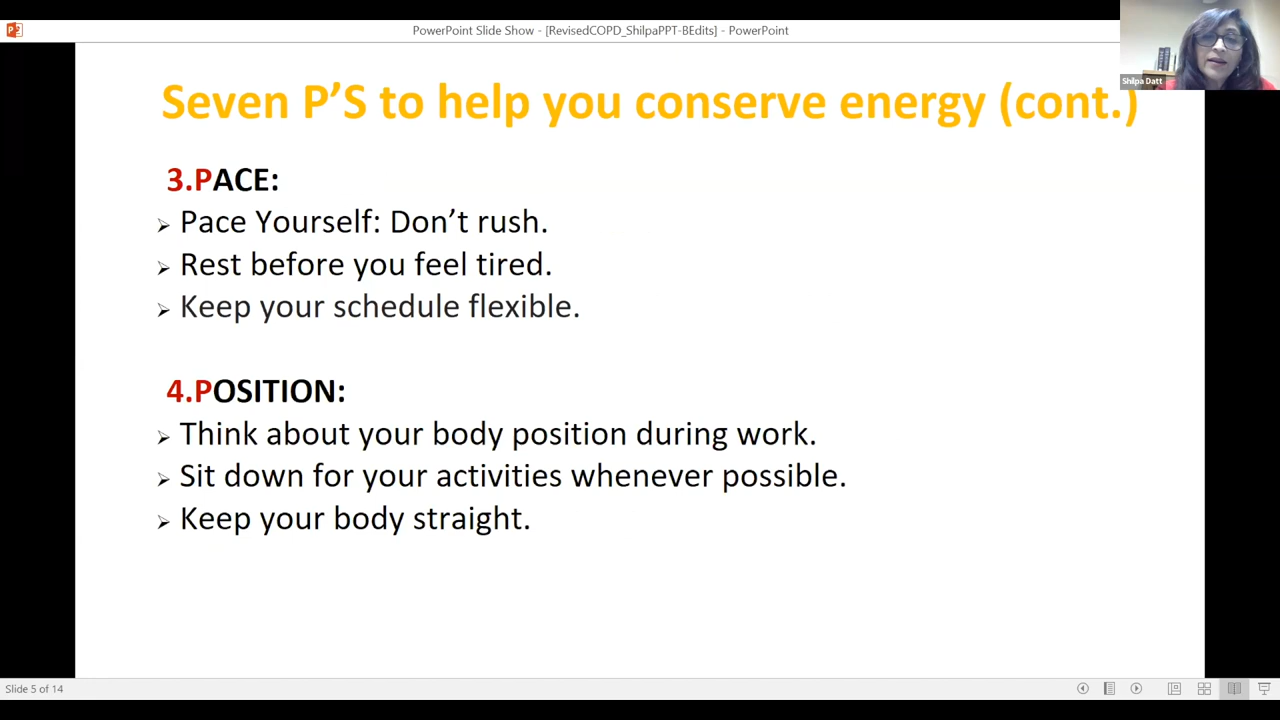 PowerPoint Slide Show - [RevisedCOPD_ShilpaPPT-BEdits] - PowerPoint
Shilpa Datt
Seven P’S to help you conserve energy (cont.)
3.PACE:
Pace Yourself: Don’t rush.
Rest before you feel tired.
Keep your schedule flexible.
4.POSITION:
Think about your body position during work.
Sit down for your activities whenever possible.
Keep your body straight.
Slide 5 of 14